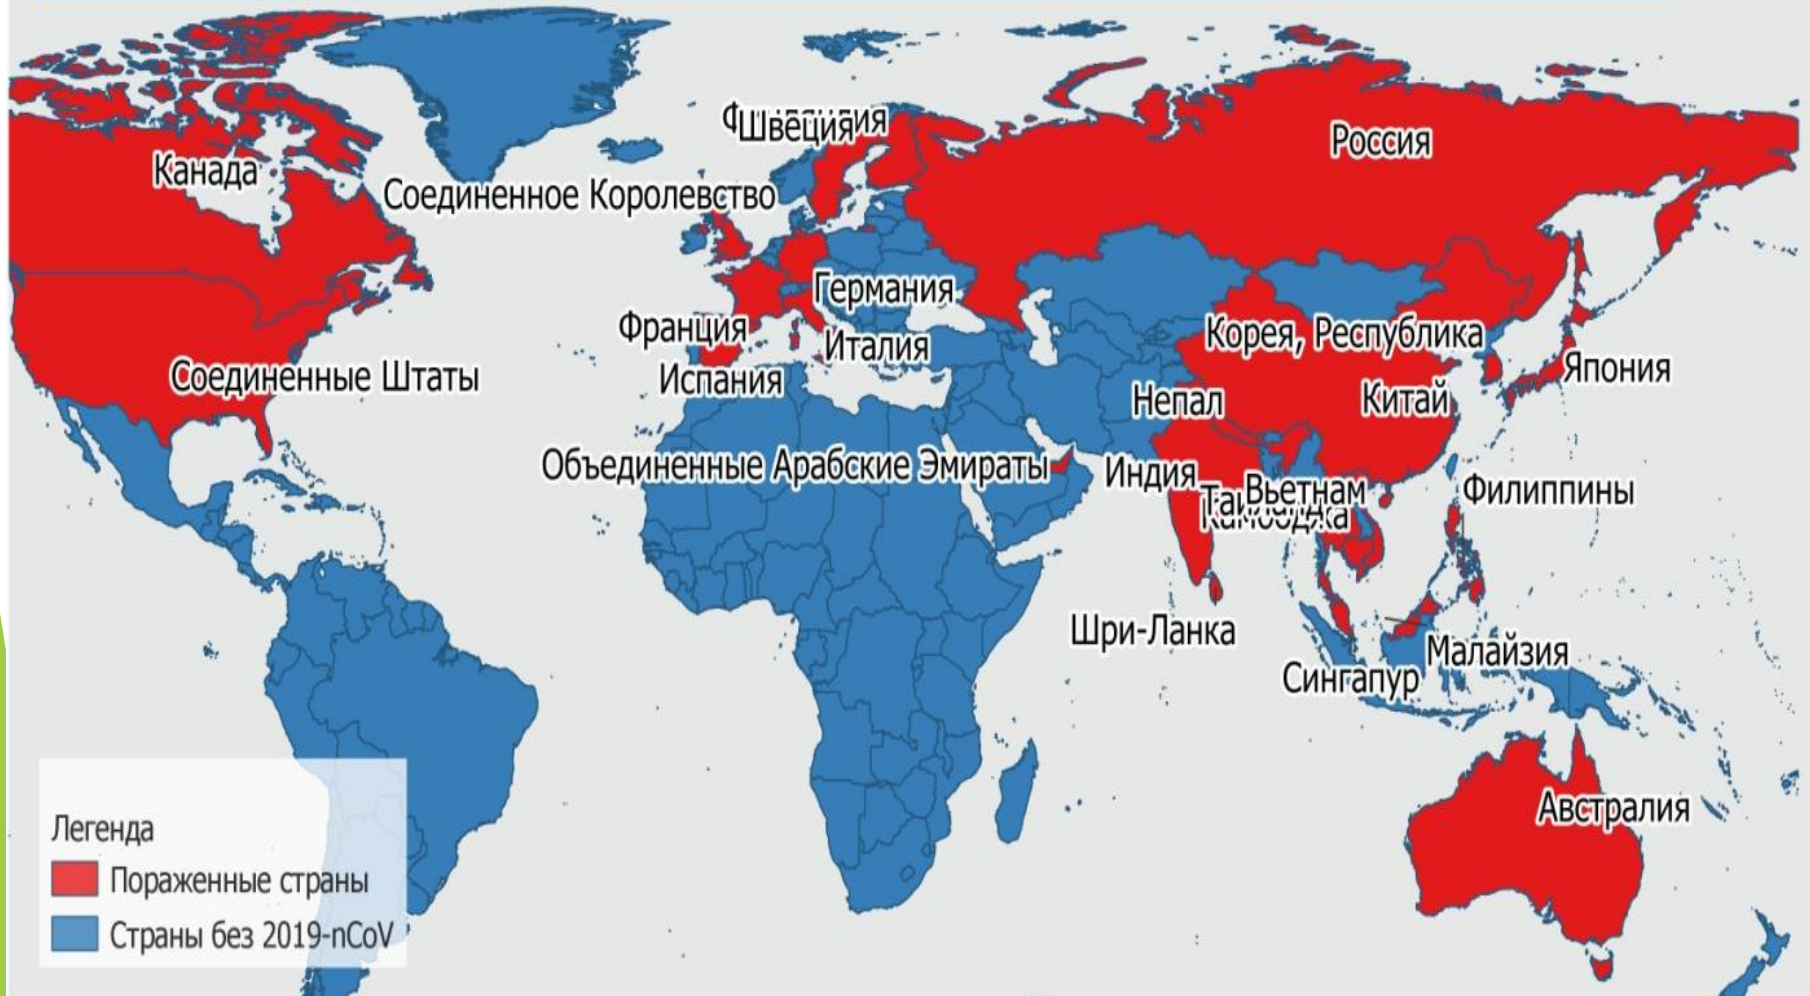 Швеция
Россия
Канада
Соединенное Королевство
Германия
Франция
Италия
Корея, Республика
Япония
Соединенные Штаты
Испания
Непал
Китай
Объединенные Арабские Эмираты
Индия
Вьетнам
Филиппины
Шри-Ланка
Малайзия
Сингапур
Австралия
Легенда
Пораженные страны
Страны без 2019-nCoV